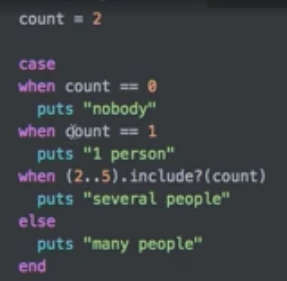 count = 2
case
when count == 0
puts "nobody"
when count == 1
puts "1 person"
when (2..5).include?(count)
puts "several people"
else
puts "many people"
end